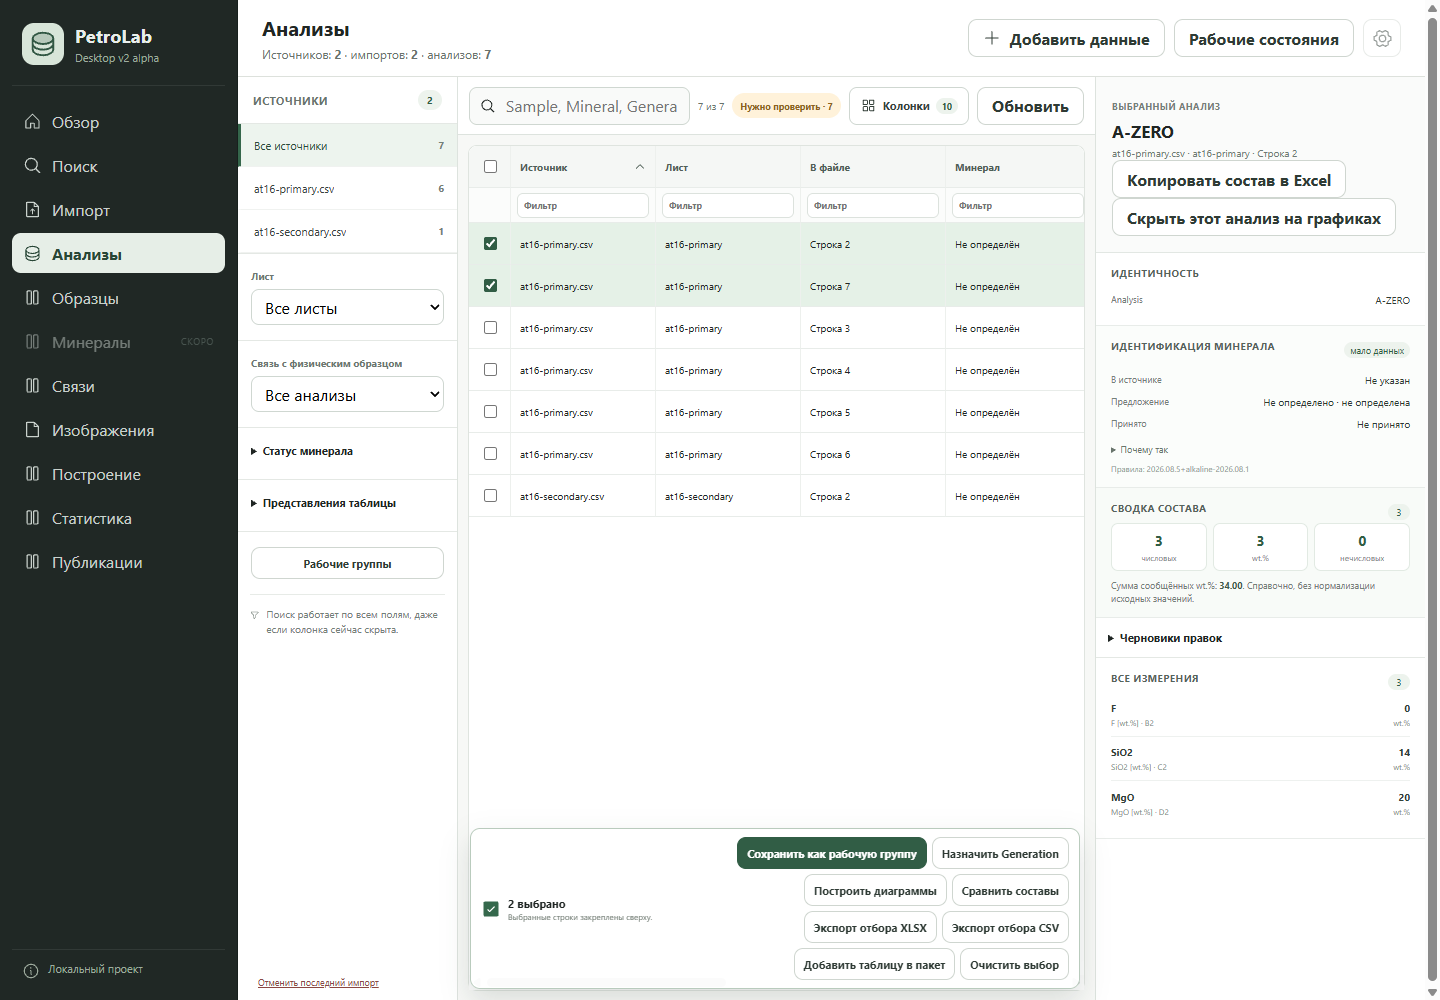 PetroLab
Desktop v2 alpha
Обзор
Поиск
Импорт
Анализы
Образцы
Минералы СКОРО
Связи
Изображения
Построение
Статистика
Публикации
Локальный проект
Анализы
Источников: 2 · импортов: 2 · анализов: 7
Добавить данные
Рабочие состояния
ИСТОЧНИКИ 2
Все источники 7
at16-primary.csv 6
at16-secondary.csv 1
Лист
Все листы
Связь с физическим образцом
Все анализы
Статус минерала
Представления таблицы
Рабочие группы
Поиск работает по всем полям, даже
если колонка сейчас скрыта.
Отменить последний импорт
Sample, Mineral, Genera
7 из 7
Нужно проверить · 7
Колонки 10
Обновить
Источник Лист В файле Минерал
Фильтр Фильтр Фильтр Фильтр
at16-primary.csv at16-primary Строка 2 Не определён
at16-primary.csv at16-primary Строка 7 Не определён
at16-primary.csv at16-primary Строка 3 Не определён
at16-primary.csv at16-primary Строка 4 Не определён
at16-primary.csv at16-primary Строка 5 Не определён
at16-primary.csv at16-primary Строка 6 Не определён
at16-secondary.csv at16-secondary Строка 2 Не определён
2 выбрано
Выбранные строки закреплены сверху.
Сохранить как рабочую группу Назначить Generation
Построить диаграммы Сравнить составы
Экспорт отбора XLSX Экспорт отбора CSV
Добавить таблицу в пакет Очистить выбор
ВЫБРАННЫЙ АНАЛИЗ
A-ZERO
at16-primary.csv · at16-primary · Строка 2
Копировать состав в Excel
Скрыть этот анализ на графиках
ИДЕНТИЧНОСТЬ
Analysis A-ZERO
ИДЕНТИФИКАЦИЯ МИНЕРАЛА мало данных
В источнике Не указан
Предложение Не определено · не определена
Принято Не принято
Почему так
Правила: 2026.08.5+alkaline-2026.08.1
СВОДКА СОСТАВА 3
3 3 0
числовых wt.% нечисловых
Сумма сообщённых wt.%: 34.00. Справочно, без нормализации
исходных значений.
Черновики правок
ВСЕ ИЗМЕРЕНИЯ 3
F 0
F [wt.%] · B2 wt.%
SiO2 14
SiO2 [wt.%] · C2 wt.%
MgO 20
MgO [wt.%] · D2 wt.%